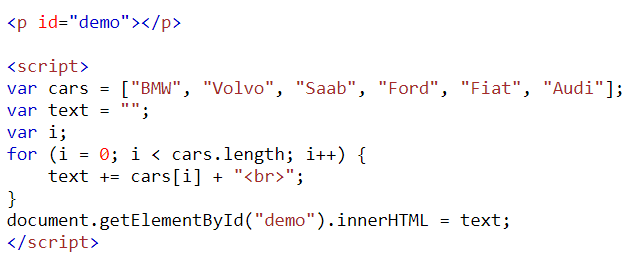 <p id="demo"></p>
<script>
var cars = ["BMW", "Volvo", "Saab", "Ford", "Fiat", "Audi"];
var text = "";
var i;
for (i = 0; i < cars.length; i++) {
    text += cars[i] + "<br>";
}
document.getElementById("demo").innerHTML = text;
</script>